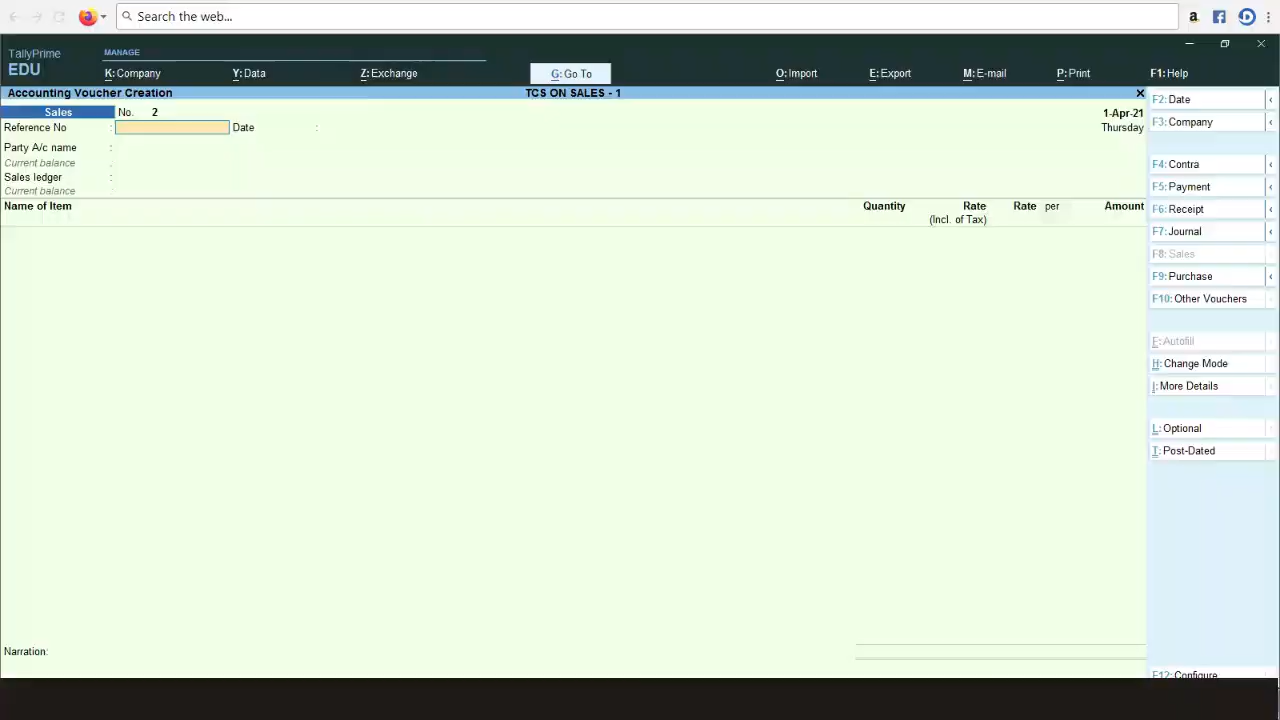 Search the web...
a
TallyPrime
EDU
MANAGE
K: Company
Y: Data
Z: Exchange
G: Go To
O: Import
E: Export
M: E-mail
P: Print
F1: Help
Accounting Voucher Creation
TCS ON SALES - 1
Sales No. 2
1-Apr-21
Reference No : Date :
Thursday
Party A/c name :
Current balance :
Sales ledger :
Current balance :
Name of Item Quantity Rate Rate per Amount
(Incl. of Tax)
Narration:
F2: Date
F3: Company
F4: Contra
F5: Payment
F6: Receipt
F7: Journal
F8: Sales
F9: Purchase
F10: Other Vouchers
F: Autofill
H: Change Mode
I: More Details
L: Optional
T: Post-Dated
F12: Configure